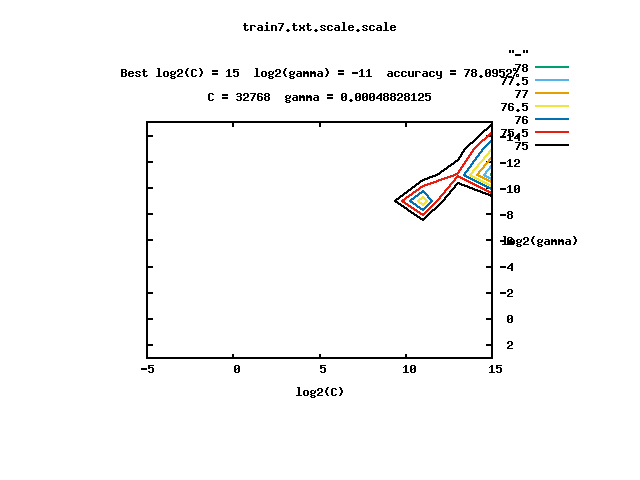 train7.txt.scale.scale
"-"
Best log2(C) = 15  log2(gamma) = -11  accuracy = 78.0952%
78
77.5
77
76.5
76
75.5
75
C = 32768  gamma = 0.00048828125
-14
-12
-10
-8
-6
log2(gamma)
-4
-2
0
2
-5 0 5 10 15
log2(C)